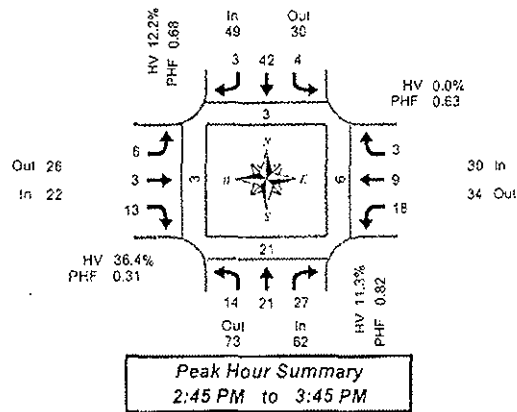 In Out
49 30
HV 12.2%
PHF 0.68
3 42 4
HV 0.0%
PHF 0.63
3
6 3
Out 26 3 3 N W E S 6 9 30 In
In 22 13 18 34 Out
21
HV 36.4%
PHF 0.31
14 21 27
HV 11.3%
PHF 0.82
Out In
73 62
Peak Hour Summary
2:45 PM to 3:45 PM